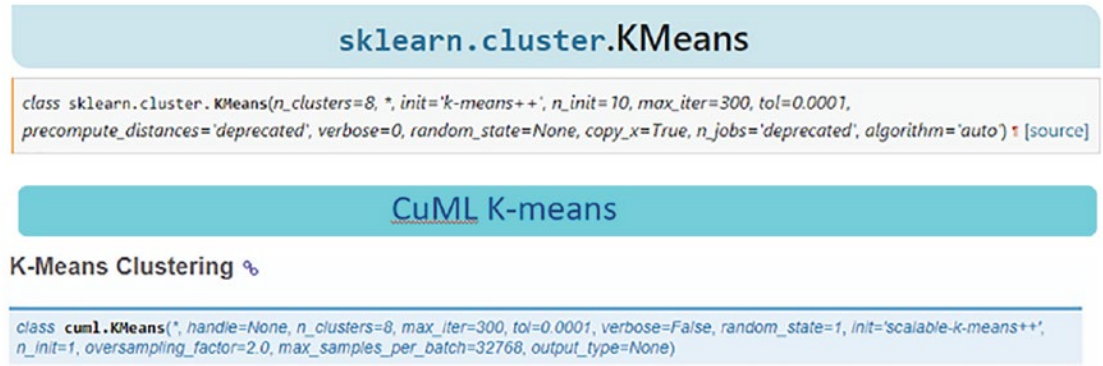 sklearn.cluster.KMeans
class sklearn.cluster.KMeans(n_clusters=8, *, init='k-means++', n_init=10, max_iter=300, tol=0.0001,
precompute_distances='deprecated', verbose=0, random_state=None, copy_x=True, n_jobs='deprecated', algorithm='auto') ¶ [source]
CuML K-means
K-Means Clustering
class cuml.KMeans(*, handle=None, n_clusters=8, max_iter=300, tol=0.0001, verbose=False, random_state=1, init='scalable-k-means++',
n_init=1, oversampling_factor=2.0, max_samples_per_batch=32768, output_type=None)